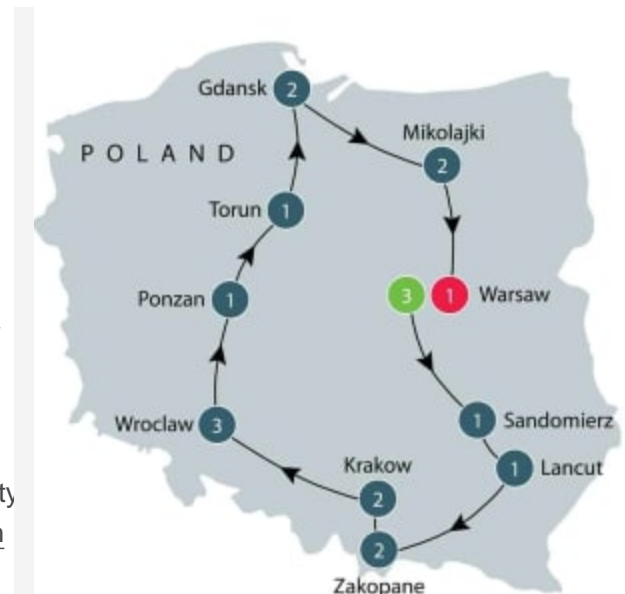 Gdansk 2
Mikolajki
2
POLAND
Torun 1
Ponzan 1
3 1 Warsaw
Wroclaw 3
1 Sandomierz
Krakow
2
1 Lancut
2
Zakopane
ty